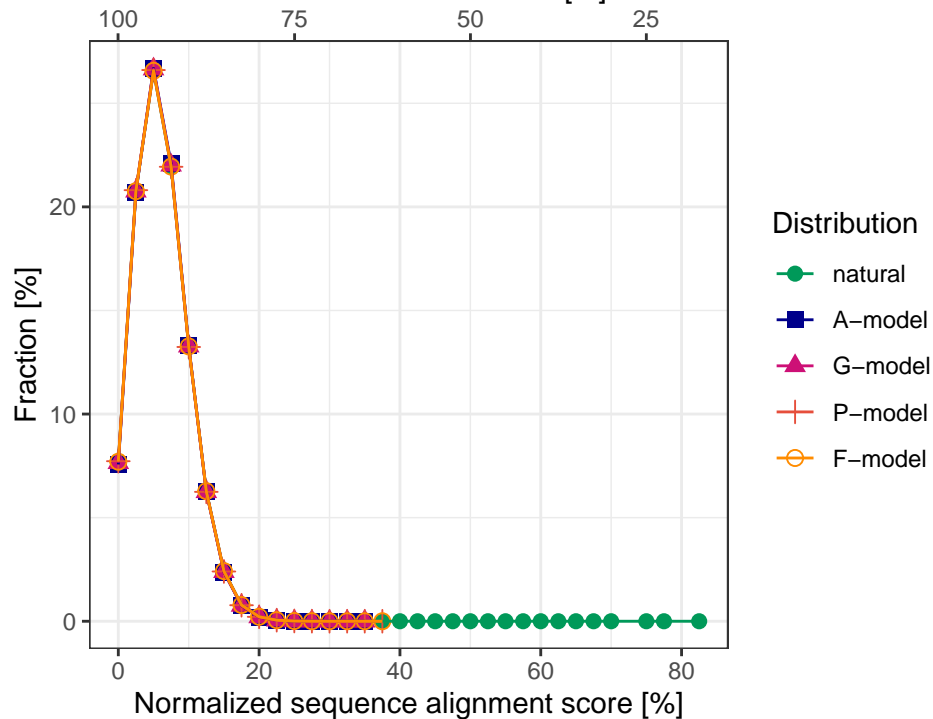 100 75 50 25
20
10
0
Fraction [%]
0 20 40 60 80
Normalized sequence alignment score [%]
Distribution
natural
A−model
G−model
P−model
F−model